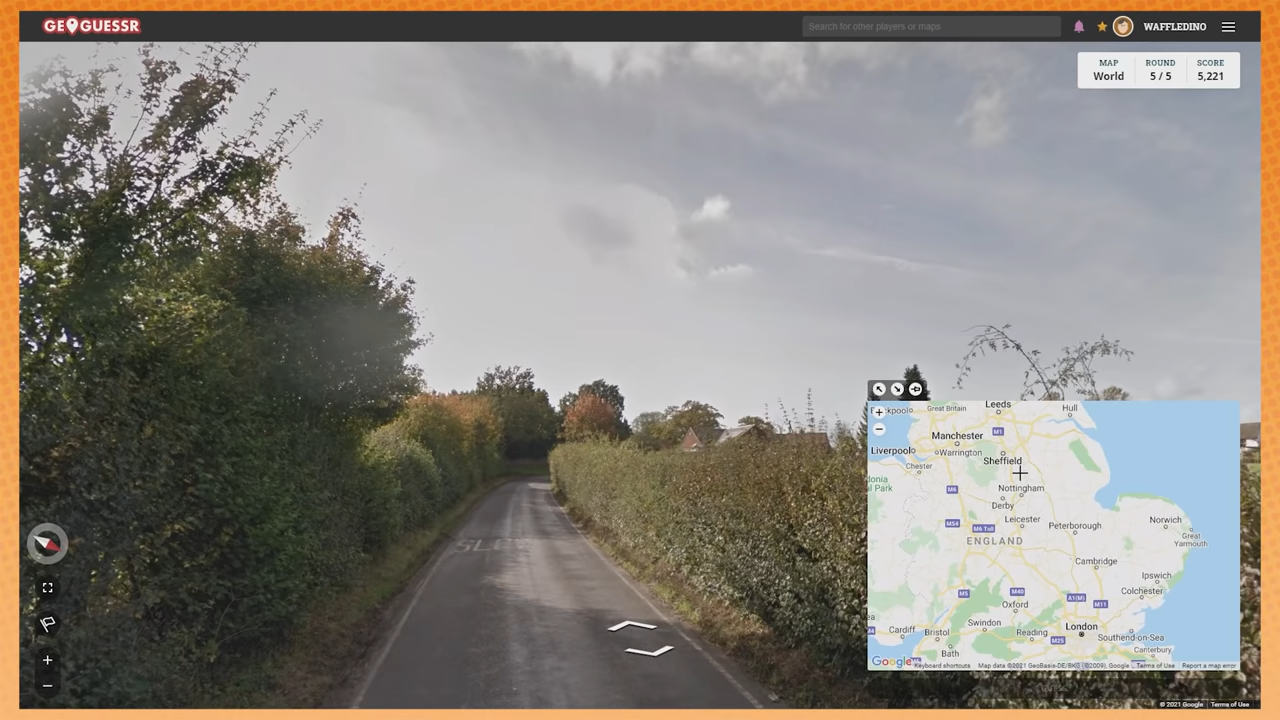 GEOGUESSR
Search for other players or maps
WAFFLEDINO
MAP ROUND SCORE
World 5 / 5 5,221
Leeds
Great Britain
Hull
Manchester
M1
Liverpool
Warrington
Sheffield
Chester
Park
M6
Nottingham
Derby
M54
M6 Toll
Leicester
Peterborough
Norwich
Great Yarmouth
ENGLAND
Cambridge
Ipswich
Colchester
M5
M40
A1(M)
M11
Oxford
Cardiff
Bristol
Swindon
Reading
London
M25
Southend-on-Sea
Bath
Canterbury
Google
Keyboard shortcuts
Map data ©2021 GeoBasis-DE/BKG (©2009), Google
Terms of Use
Report a map error
© 2021 Google
Terms of Use